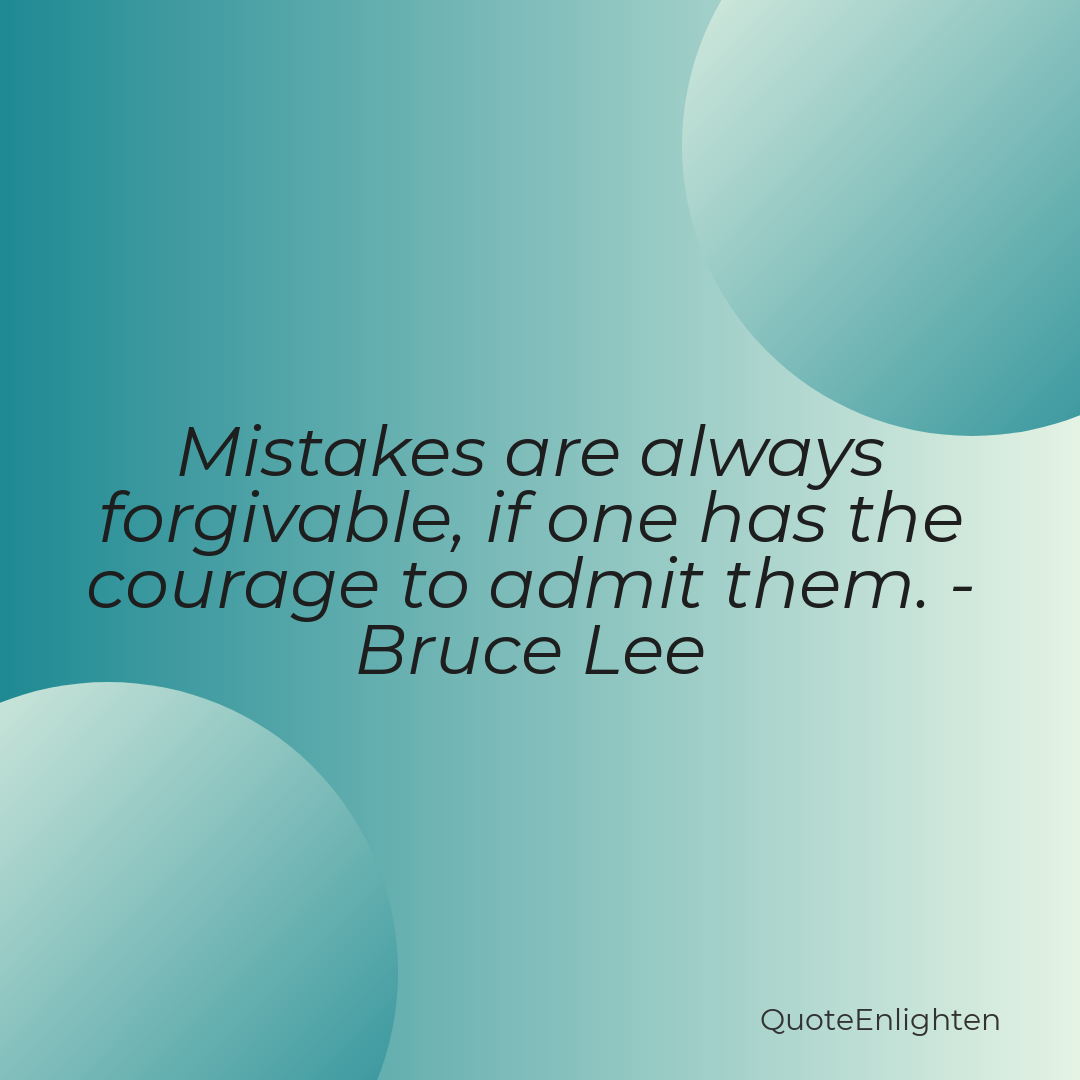 Mistakes are always
forgivable, if one has the
courage to admit them. -
Bruce Lee
QuoteEnlighten